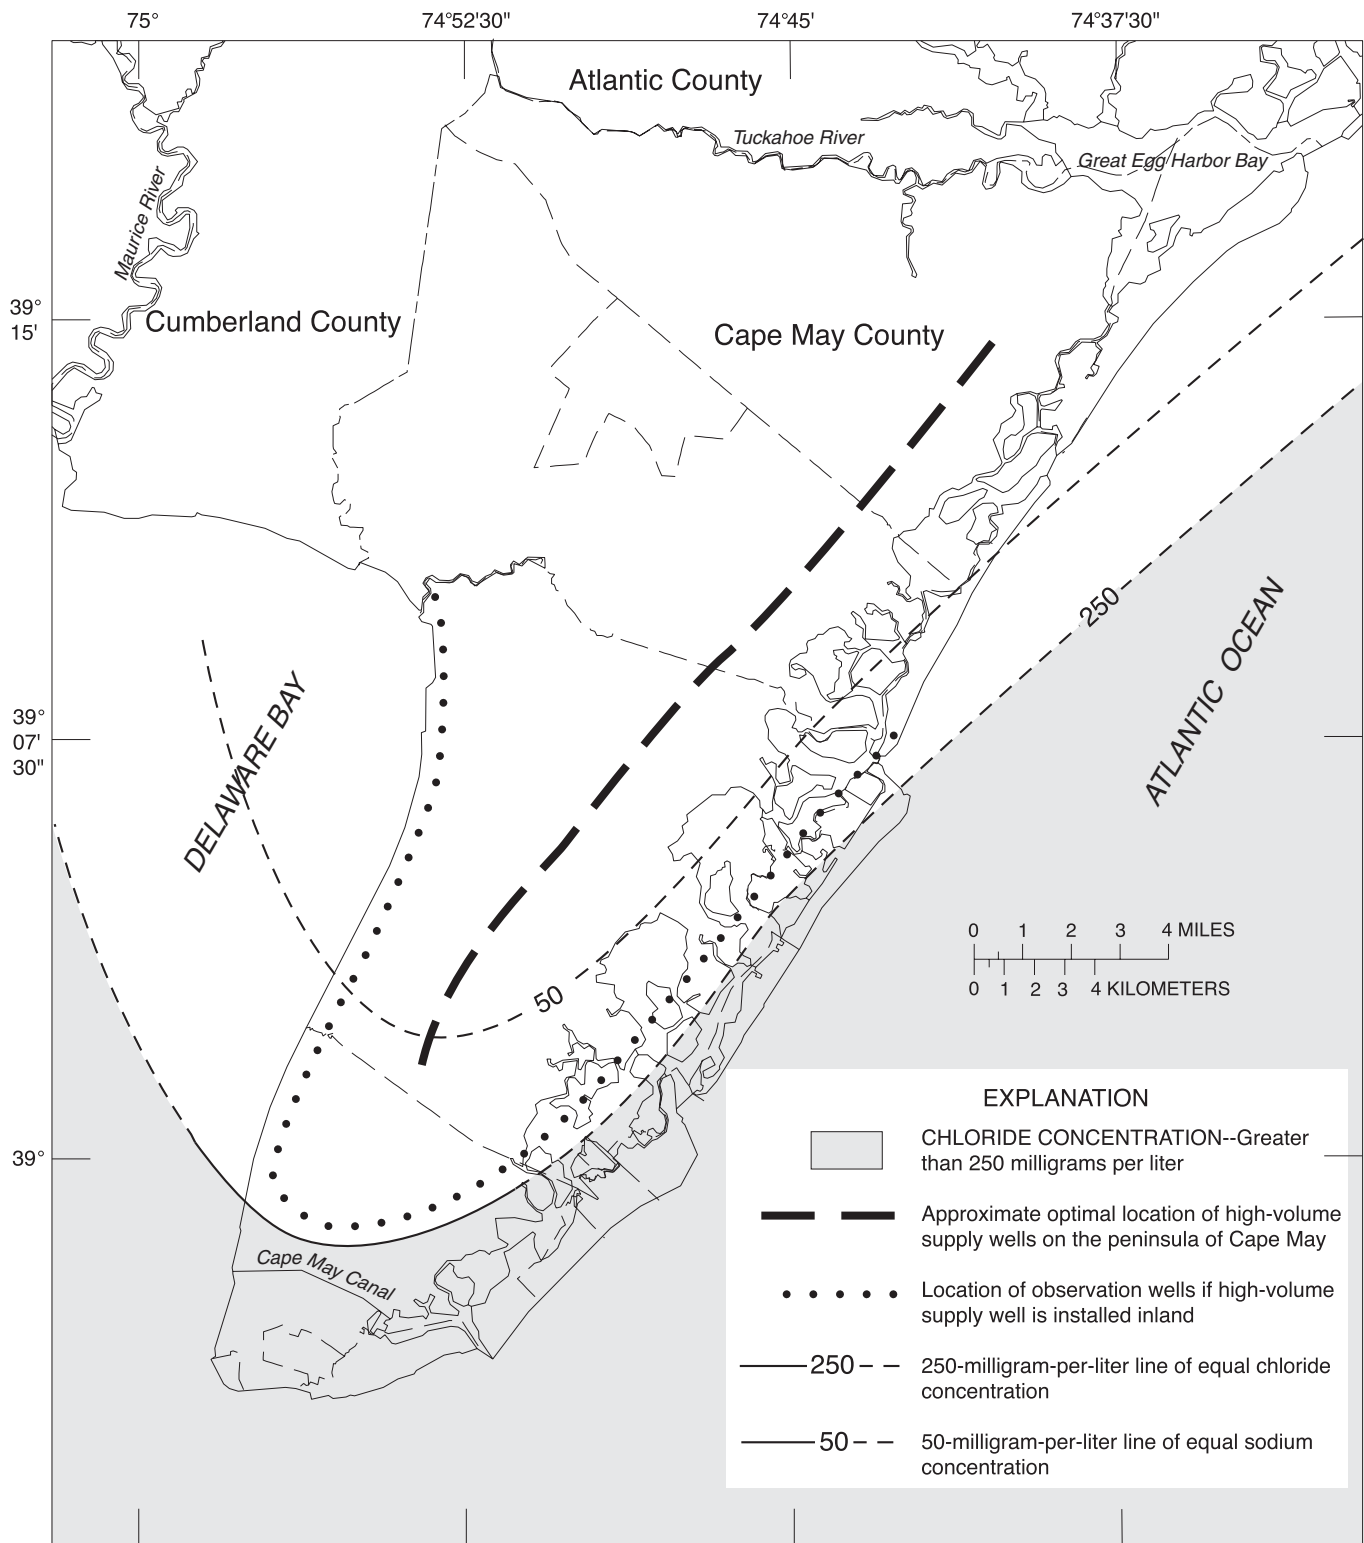 75°
74°52'30"
74°45'
74°37'30"
Atlantic County
Tuckahoe River
Great Egg Harbor Bay
Maurice River
39°
15'
Cumberland County
Cape May County
250
ATLANTIC OCEAN
DELAWARE BAY
39°
07'
30"
0 1 2 3 4 MILES
0 1 2 3 4 KILOMETERS
50
39°
Cape May Canal
EXPLANATION
CHLORIDE CONCENTRATION--Greater
than 250 milligrams per liter
Approximate optimal location of high-volume
supply wells on the peninsula of Cape May
Location of observation wells if high-volume
supply well is installed inland
250
250-milligram-per-liter line of equal chloride
concentration
50
50-milligram-per-liter line of equal sodium
concentration